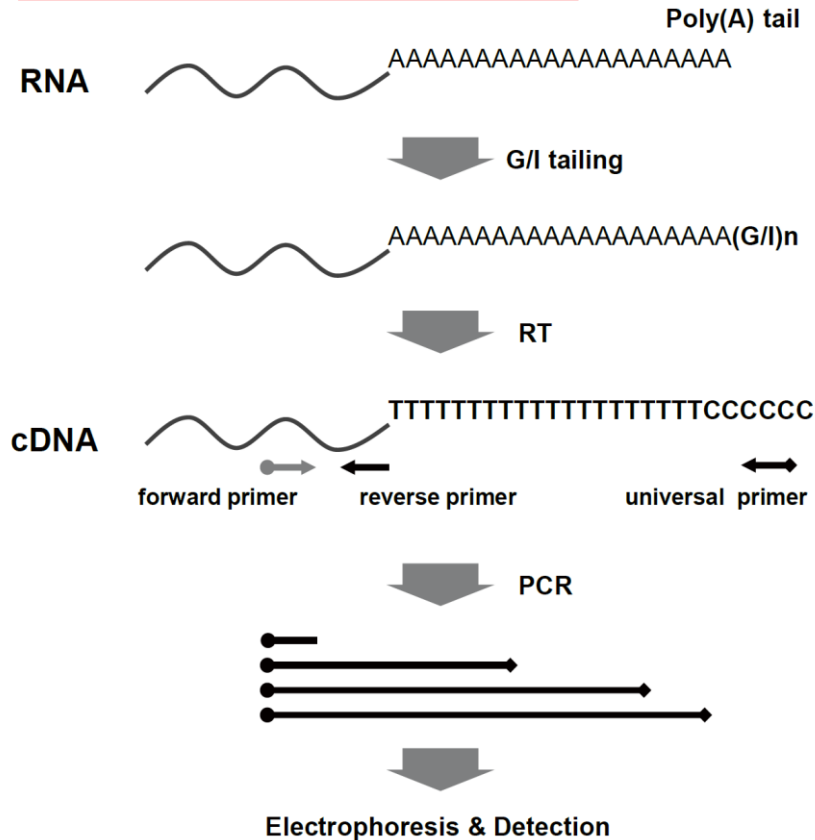 Poly(A) tail
RNA
AAAAAAAAAAAAAAAAAAAA
G/I tailing
AAAAAAAAAAAAAAAAAAAA(G/I)n
RT
cDNA
TTTTTTTTTTTTTTTTTTTTCCCCCC
forward primer
reverse primer
universal primer
PCR
Electrophoresis & Detection